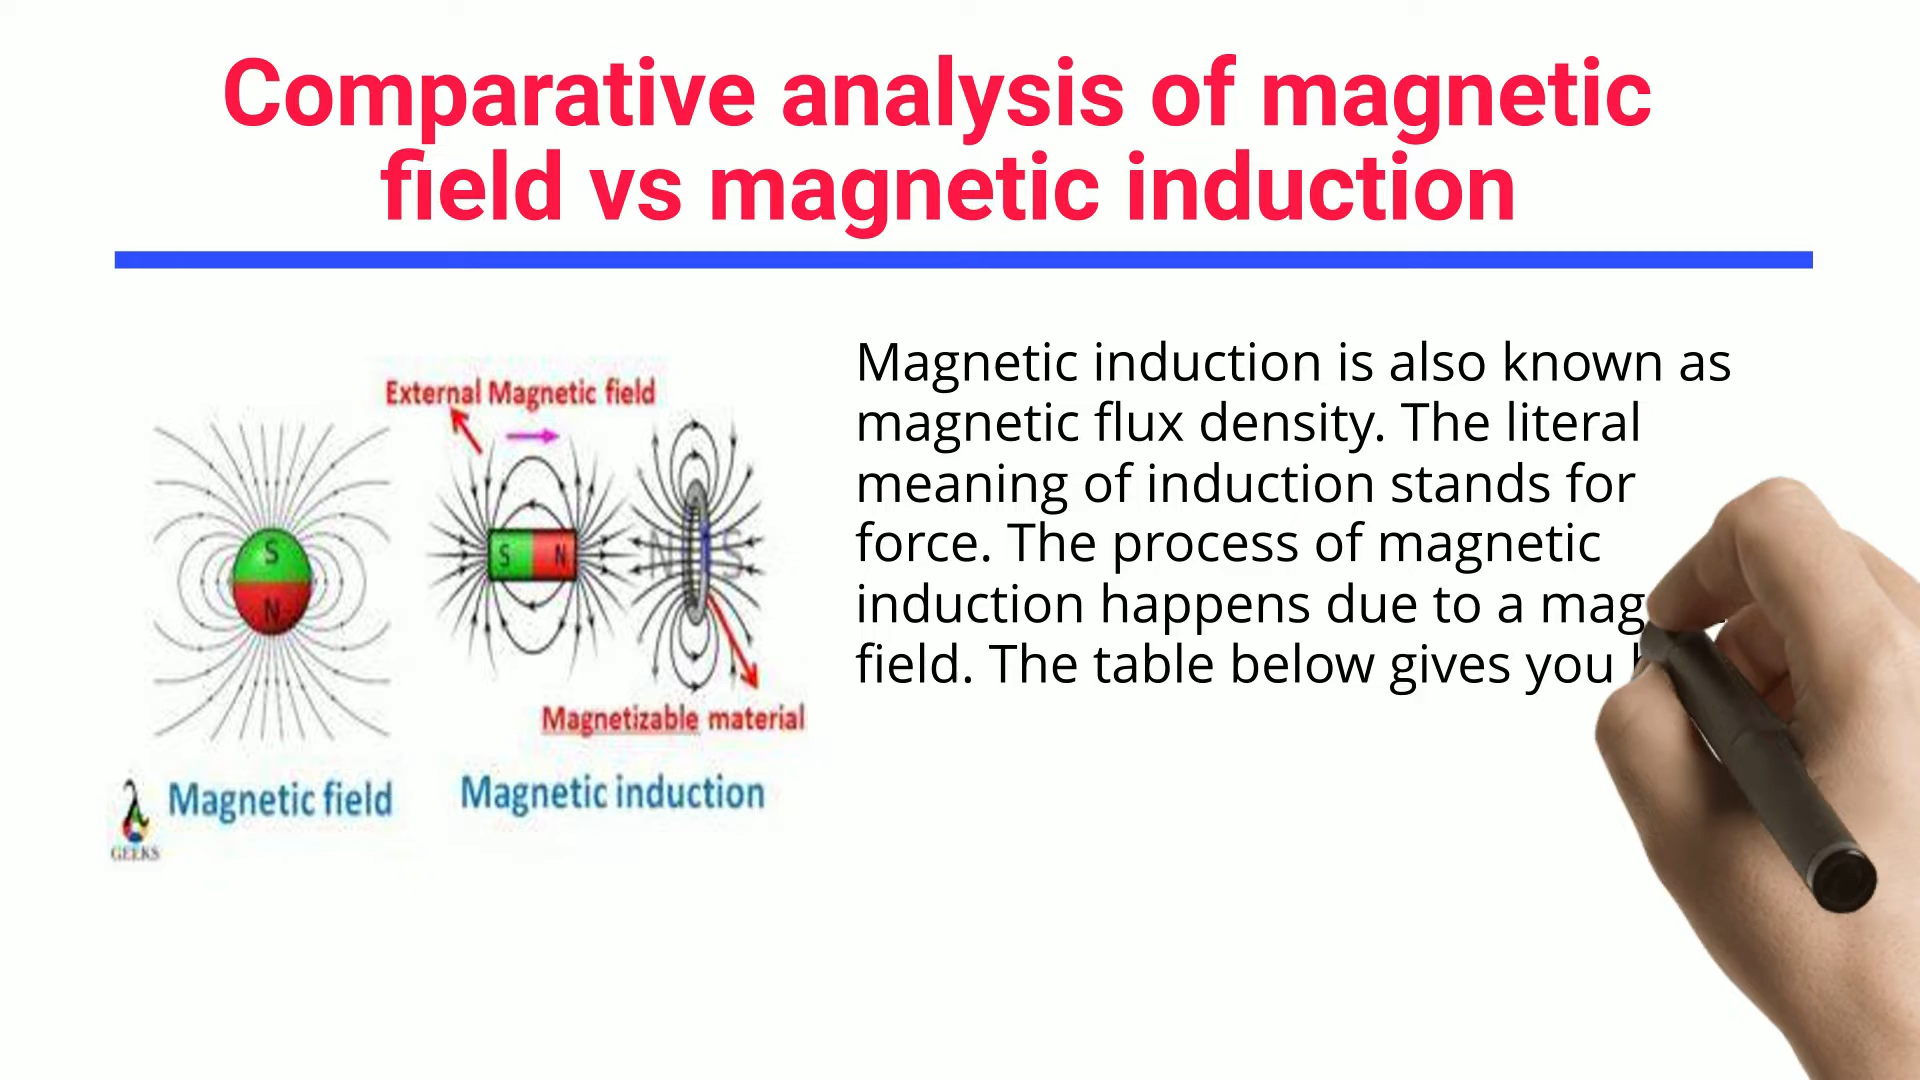 Comparative analysis of magnetic
field vs magnetic induction
External Magnetic field
S
N
S N
N S
Magnetizable material
Magnetic field
Magnetic induction
GEEKS
Magnetic induction is also known as
magnetic flux density. The literal
meaning of induction stands for
force. The process of magnetic
induction happens due to a
field. The table below gives you